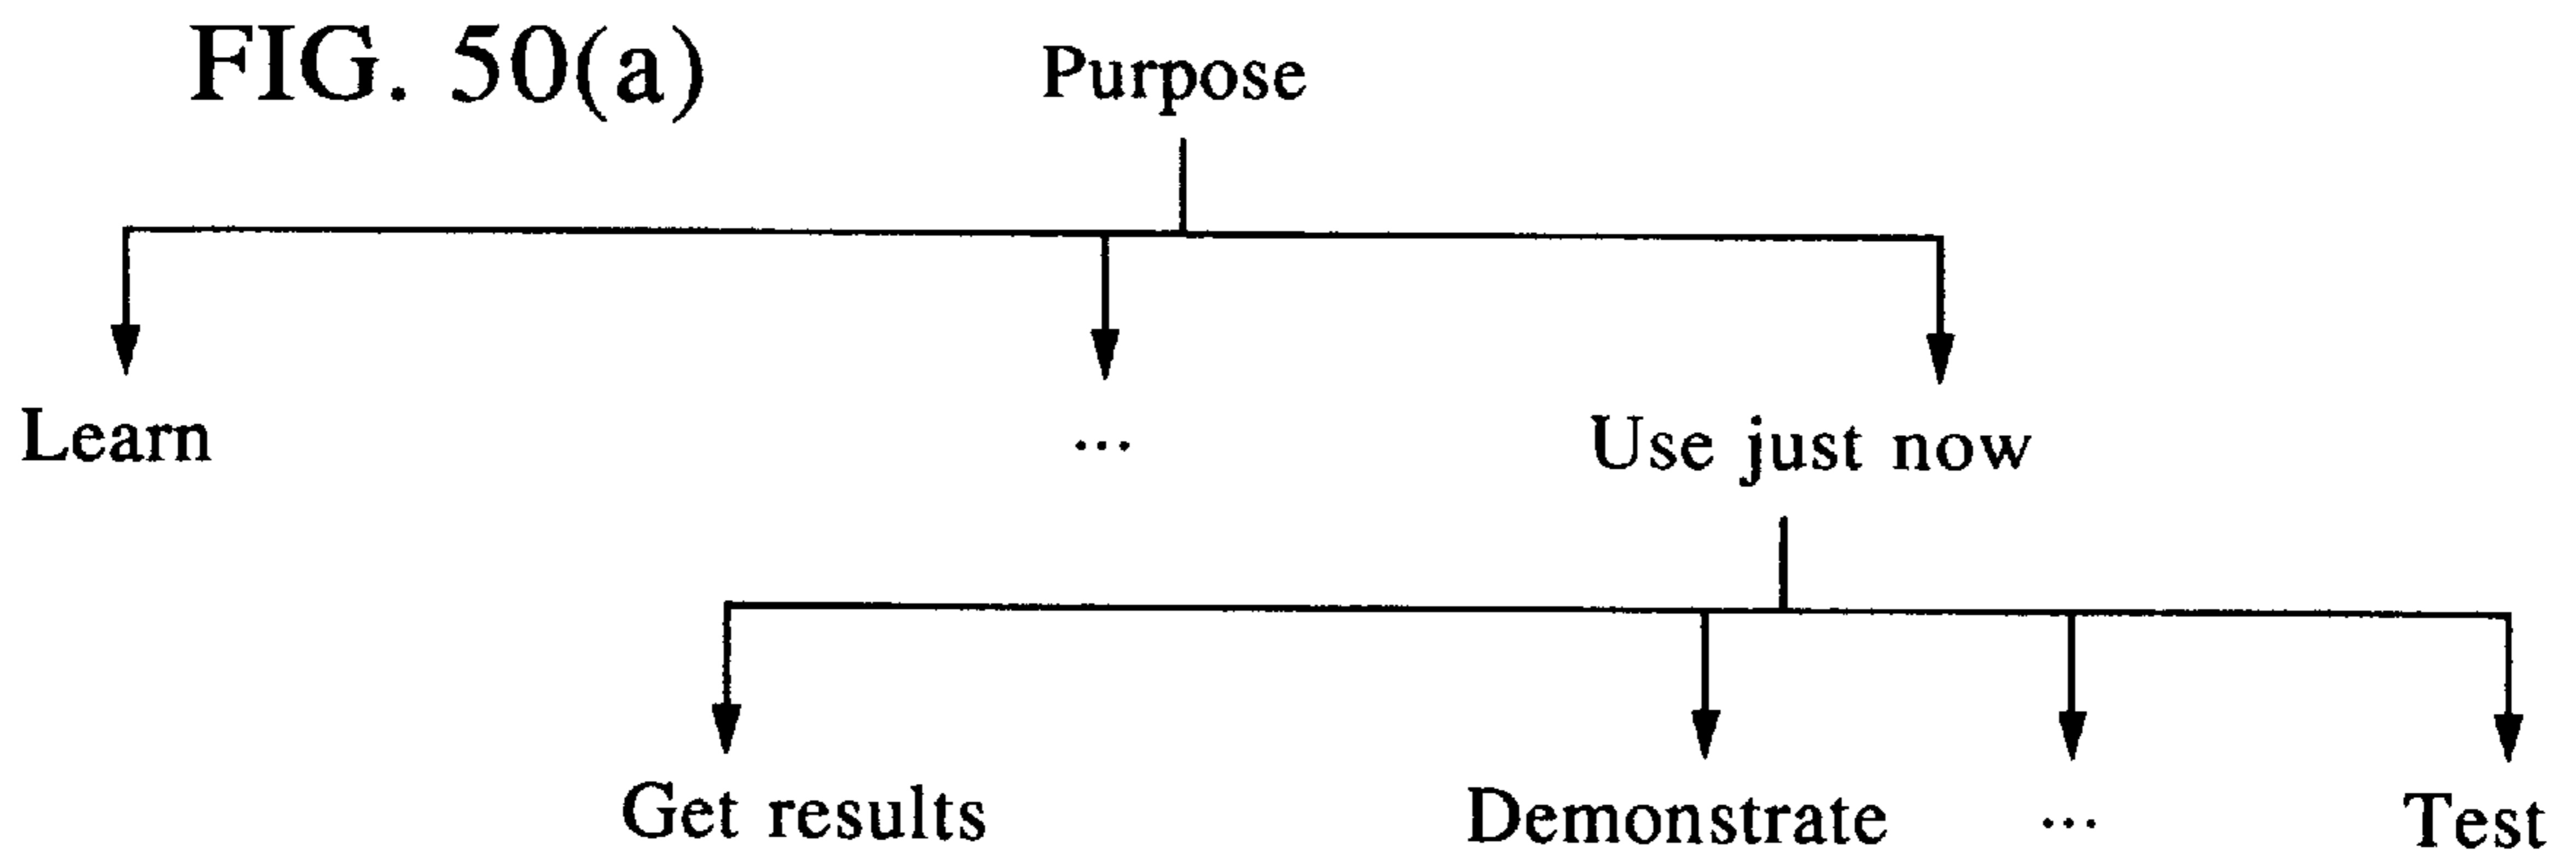 FIG. 50(a)
Purpose
Learn
...
Use just now
Get results
Demonstrate
...
Test